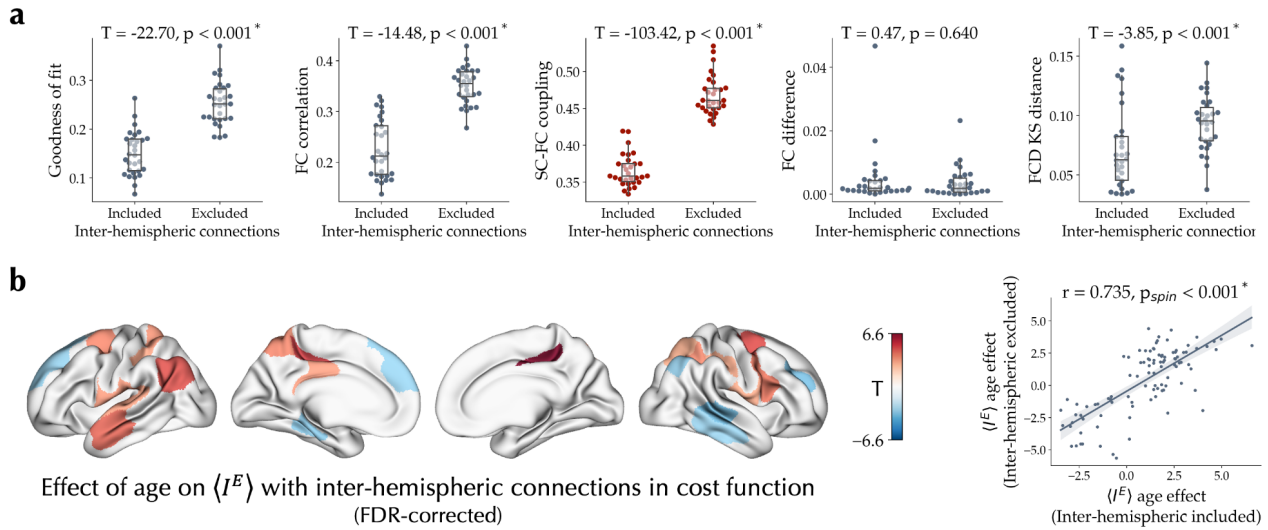 a
T = -22.70, p < 0.001 *
Goodness of fit
0.3
0.2
0.1
Included
Excluded
Inter-hemispheric connections
T = -14.48, p < 0.001 *
FC correlation
0.4
0.3
0.2
Included
Excluded
Inter-hemispheric connections
T = -103.42, p < 0.001 *
SC-FC coupling
0.50
0.45
0.40
0.35
Included
Excluded
Inter-hemispheric connections
T = 0.47, p = 0.640
FC difference
0.04
0.02
0.00
Included
Excluded
Inter-hemispheric connections
T = -3.85, p < 0.001 *
FCD KS distance
0.15
0.10
0.05
Included
Excluded
Inter-hemispheric connection
b
6.6
T
−6.6
Effect of age on ⟨I^E⟩ with inter-hemispheric connections in cost function
(FDR-corrected)
r = 0.735, p_spin < 0.001 *
⟨I^E⟩ age effect
(Inter-hemispheric excluded)
5.0
2.5
0.0
-2.5
-5.0
-2.5
0.0
2.5
5.0
⟨I^E⟩ age effect
(Inter-hemispheric included)